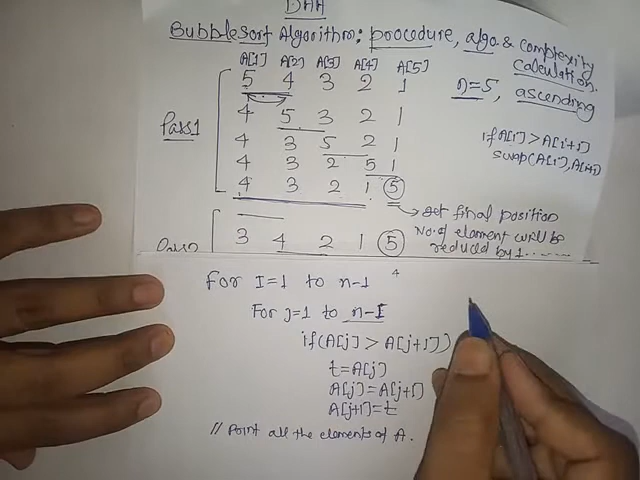 DAA
Bubble Sort Algorithm: procedure, algo & complexity calculation.
A[1] A[2] A[3] A[4] A[5]
n=5, ascending
Pass1
5 4 3 2 1
4 5 3 2 1
4 3 5 2 1
4 3 2 5 1
4 3 2 1 5
if A[i] > A[i+1]
swap(A[i], A[i+1])
get final position
No. of element will be
reduced by 1......
3 4 2 1 5
For I=1 to n-1
4
For j=1 to n-I
if(A[j] > A[j+1])
t=A[j]
A[j]=A[j+1]
A[j+1]=t
// Print all the elements of A.